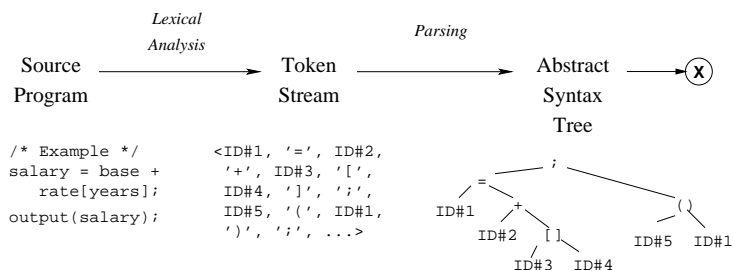 Lexical
Analysis
Parsing
Source
Program
Token
Stream
Abstract
Syntax
Tree
X
/* Example */
salary = base +
rate[years];
output(salary);
<ID#1, '=', ID#2,
'+', ID#3, '[',
ID#4, ']', ';',
ID#5, '(', ID#1,
')', ';', ...>
;
=
ID#1
+
()
ID#2
[]
ID#5 ID#1
ID#3 ID#4